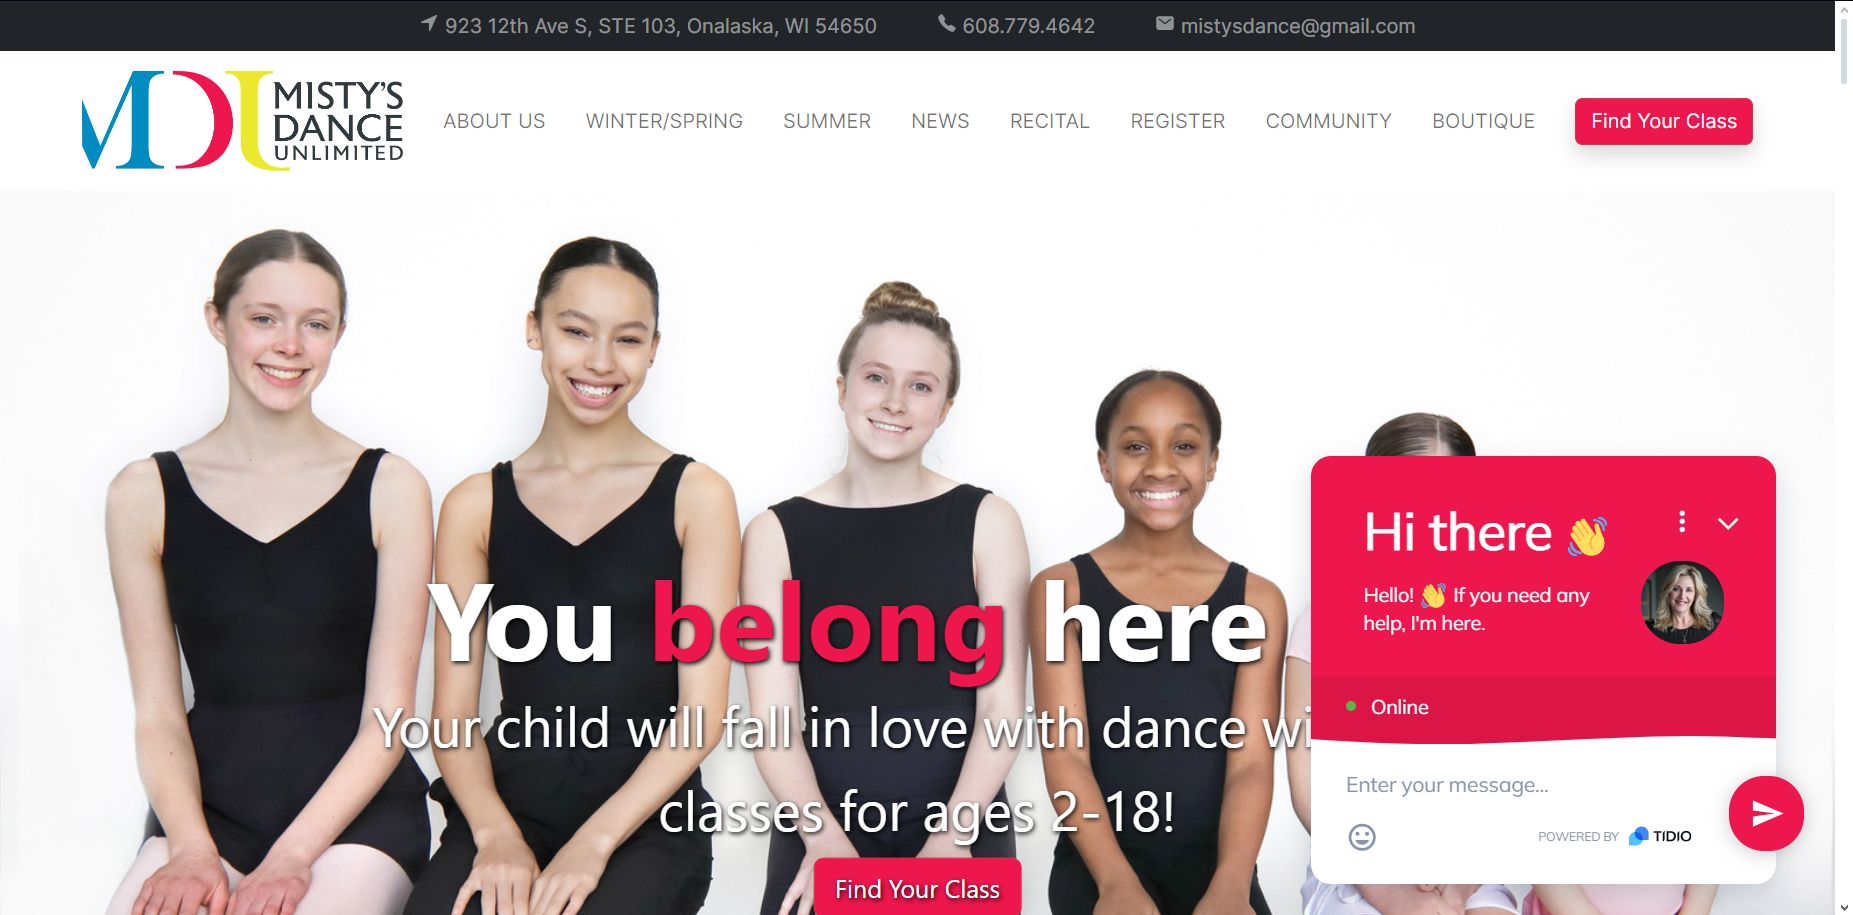 923 12th Ave S, STE 103, Onalaska, WI 54650 608.779.4642 mistysdance@gmail.com
MDU MISTY'S DANCE UNLIMITED
ABOUT US WINTER/SPRING SUMMER NEWS RECITAL REGISTER COMMUNITY BOUTIQUE Find Your Class
You belong here
Your child will fall in love with dance
classes for ages 2-18!
Find Your Class
Hi there 👋
Hello! 👋 If you need any
help, I'm here.
Online
Enter your message...
POWERED BY TIDIO